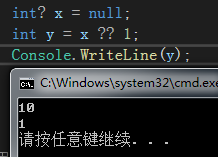 int? x = null;
int y = x ?? 1;
Console.WriteLine(y);
C:\Windows\system32\cmd.exe
10
1
请按任意键继续. . .